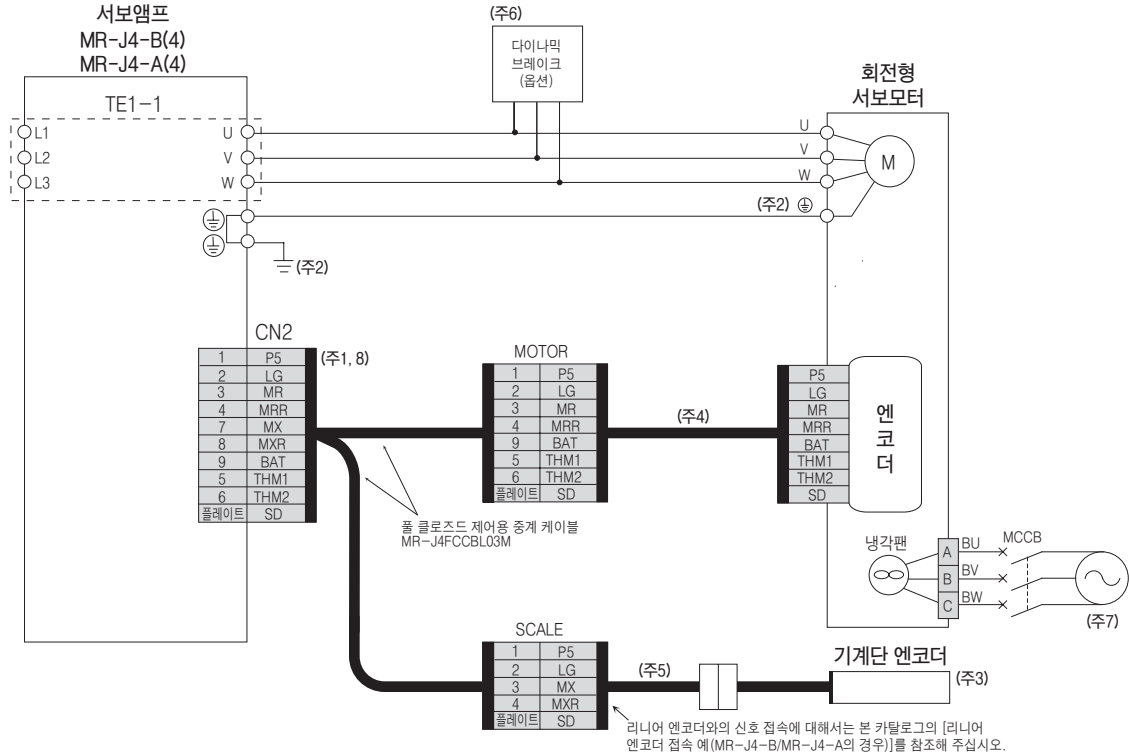 서보앰프
MR-J4-B(4)
MR-J4-A(4)
TE1-1
L1
L2
L3
U
V
W
(주2)
(주6)
다이나믹
브레이크
(옵션)
회전형
서보모터
U
V
W
(주2)
M
CN2
(주1, 8)
1 P5
2 LG
3 MR
4 MRR
7 MX
8 MXR
9 BAT
5 THM1
6 THM2
플레이트 SD
MOTOR
1 P5
2 LG
3 MR
4 MRR
9 BAT
5 THM1
6 THM2
플레이트 SD
(주4)
P5
LG
MR
MRR
BAT
THM1
THM2
SD
엔코더
풀 클로즈드 제어용 중계 케이블
MR-J4FCCBL03M
냉각팬
A BU
B BV
C BW
MCCB
(주7)
SCALE
1 P5
2 LG
3 MX
4 MXR
플레이트 SD
(주5)
기계단 엔코더
(주3)
리니어 엔코더와의 신호 접속에 대해서는 본 카탈로그의 [리니어
엔코더 접속 예(MR-J4-B/MR-J4-A의 경우)]를 참조해 주십시오.